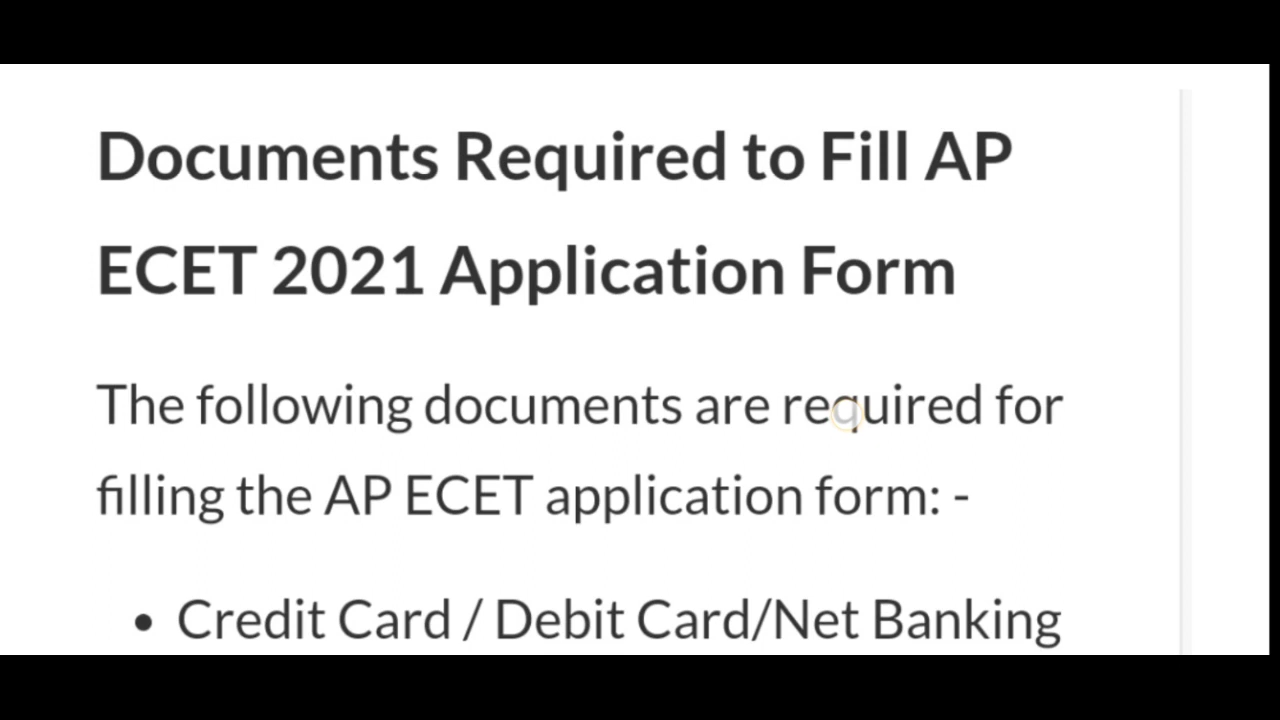 Documents Required to Fill AP
ECET 2021 Application Form
The following documents are required for
filling the AP ECET application form: -
• Credit Card / Debit Card/Net Banking